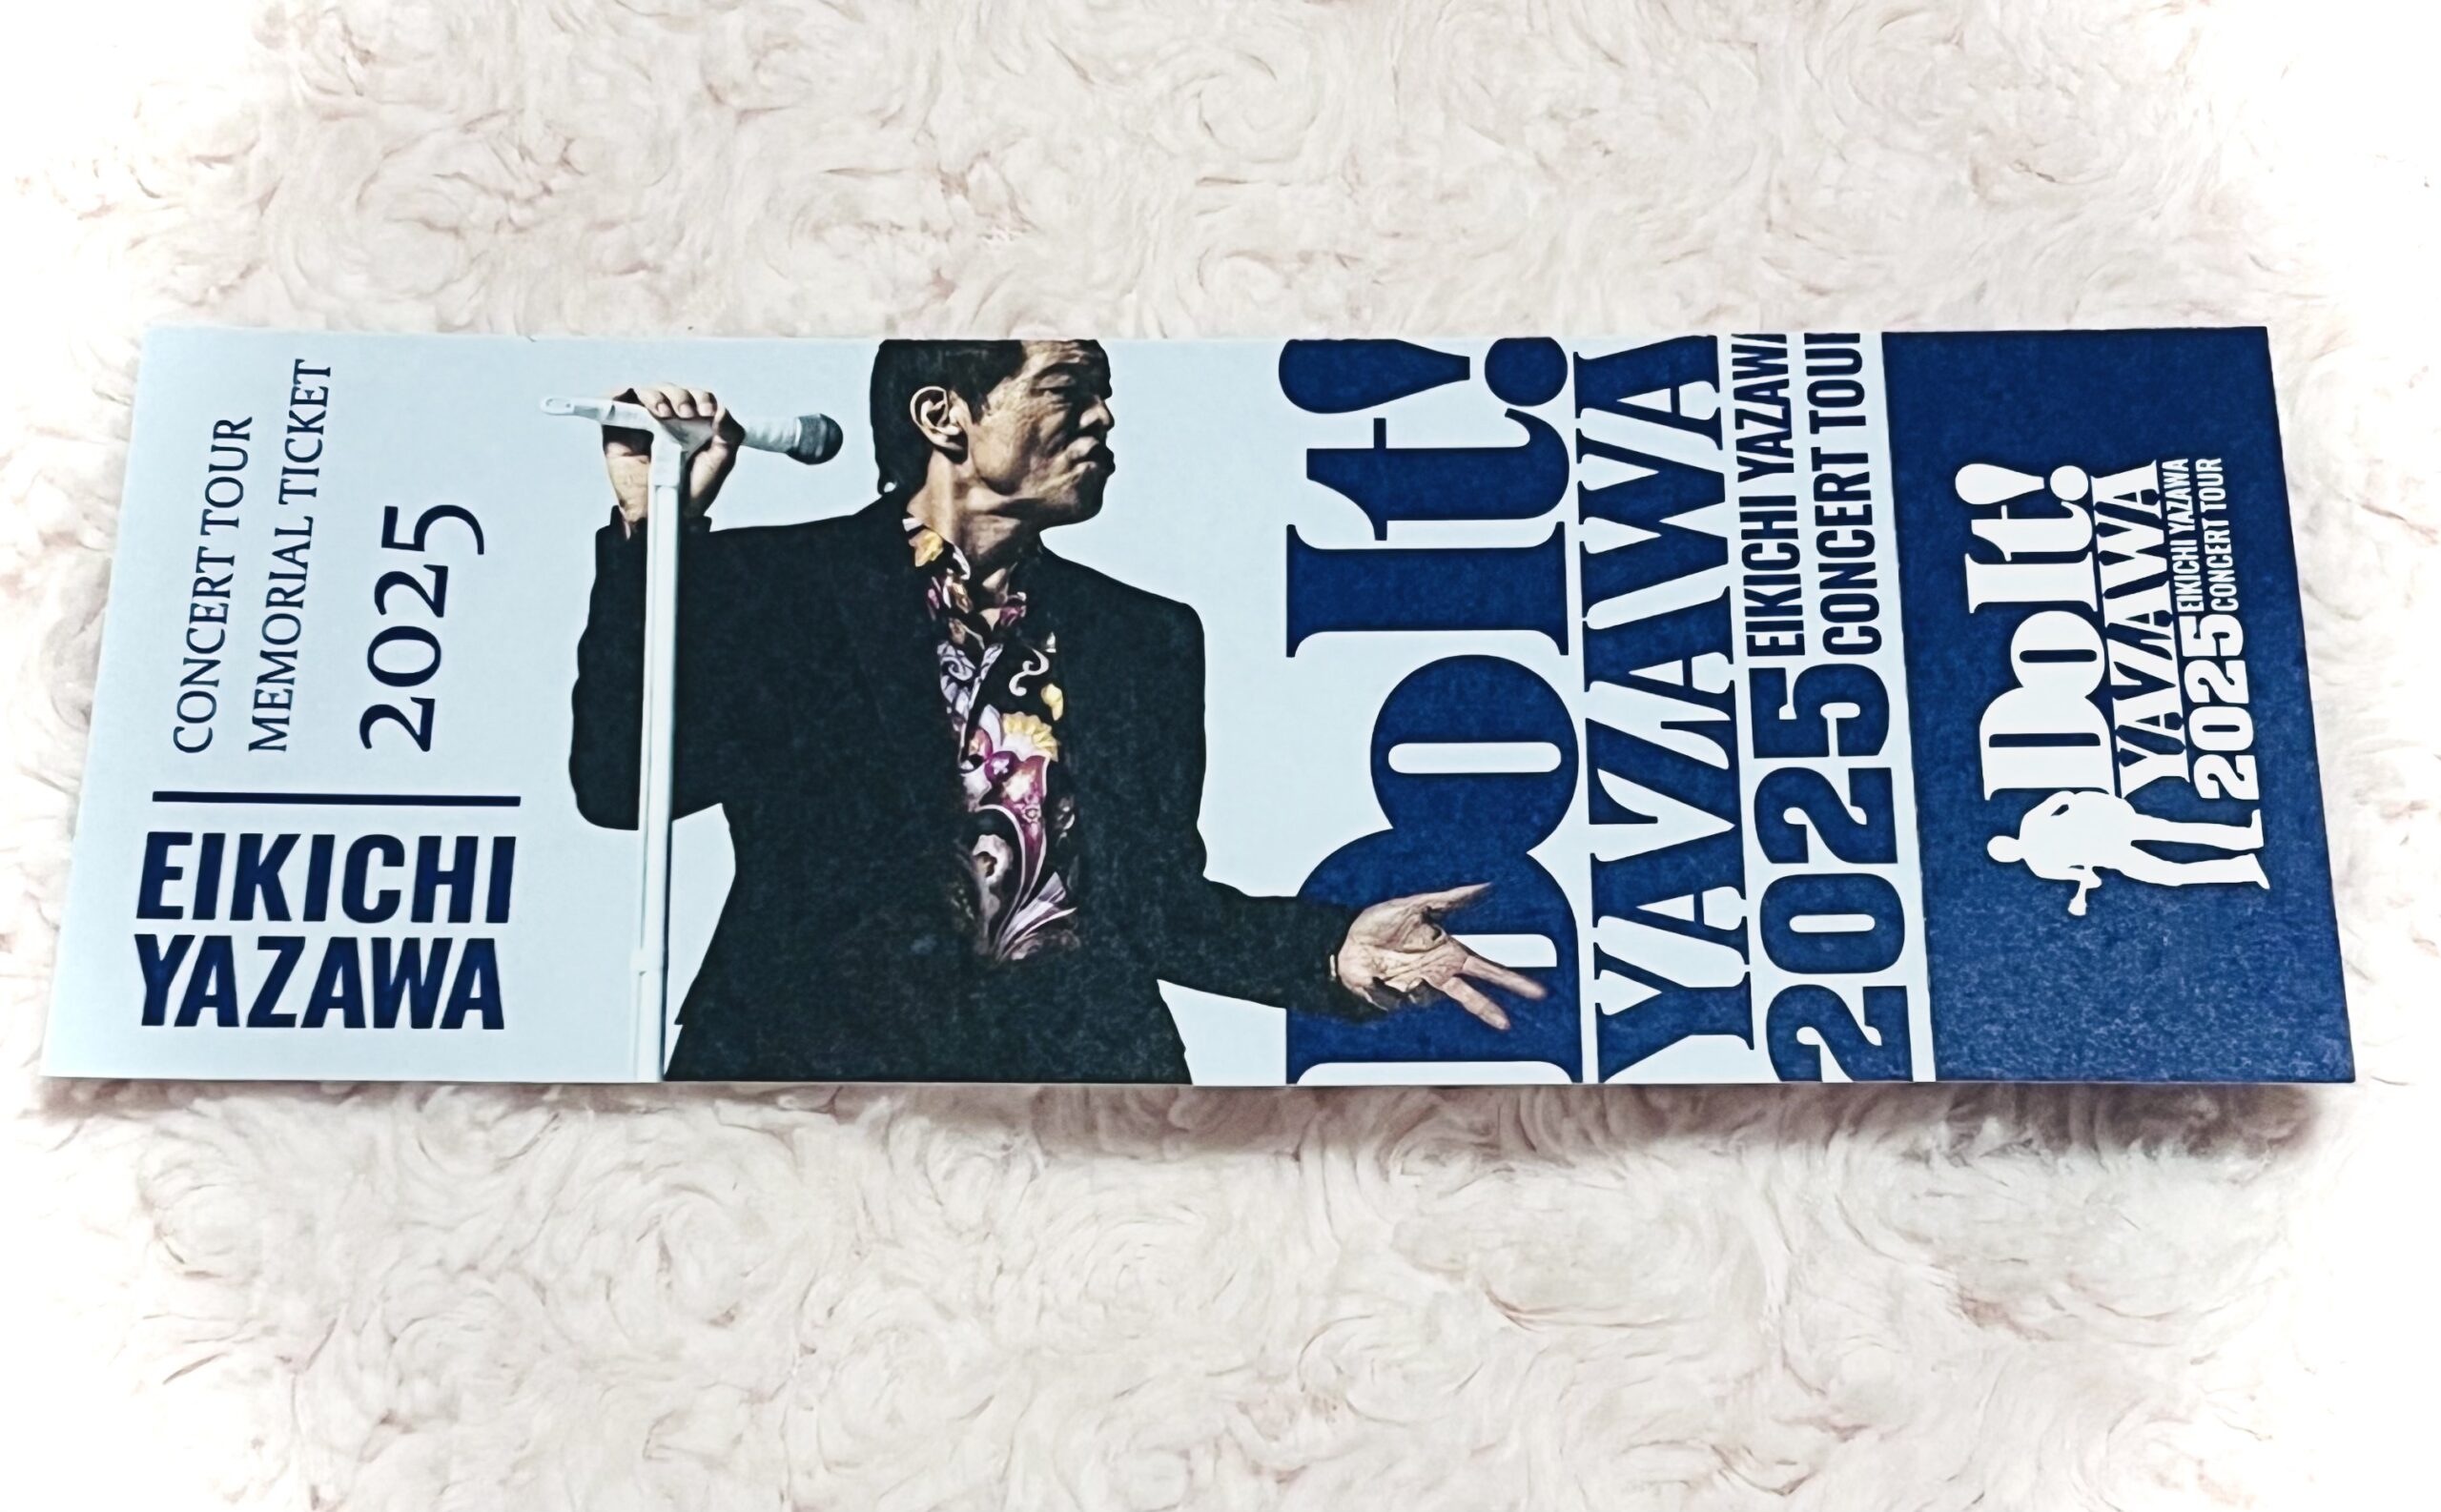 CONCERT TOUR
MEMORIAL TICKET
2025
EIKICHI
YAZAWA
Do It!
YAZAWA
2025 EIKICHI YAZAWA
CONCERT TOUR
Do It!
YAZAWA
2025 EIKICHI YAZAWA
CONCERT TOUR